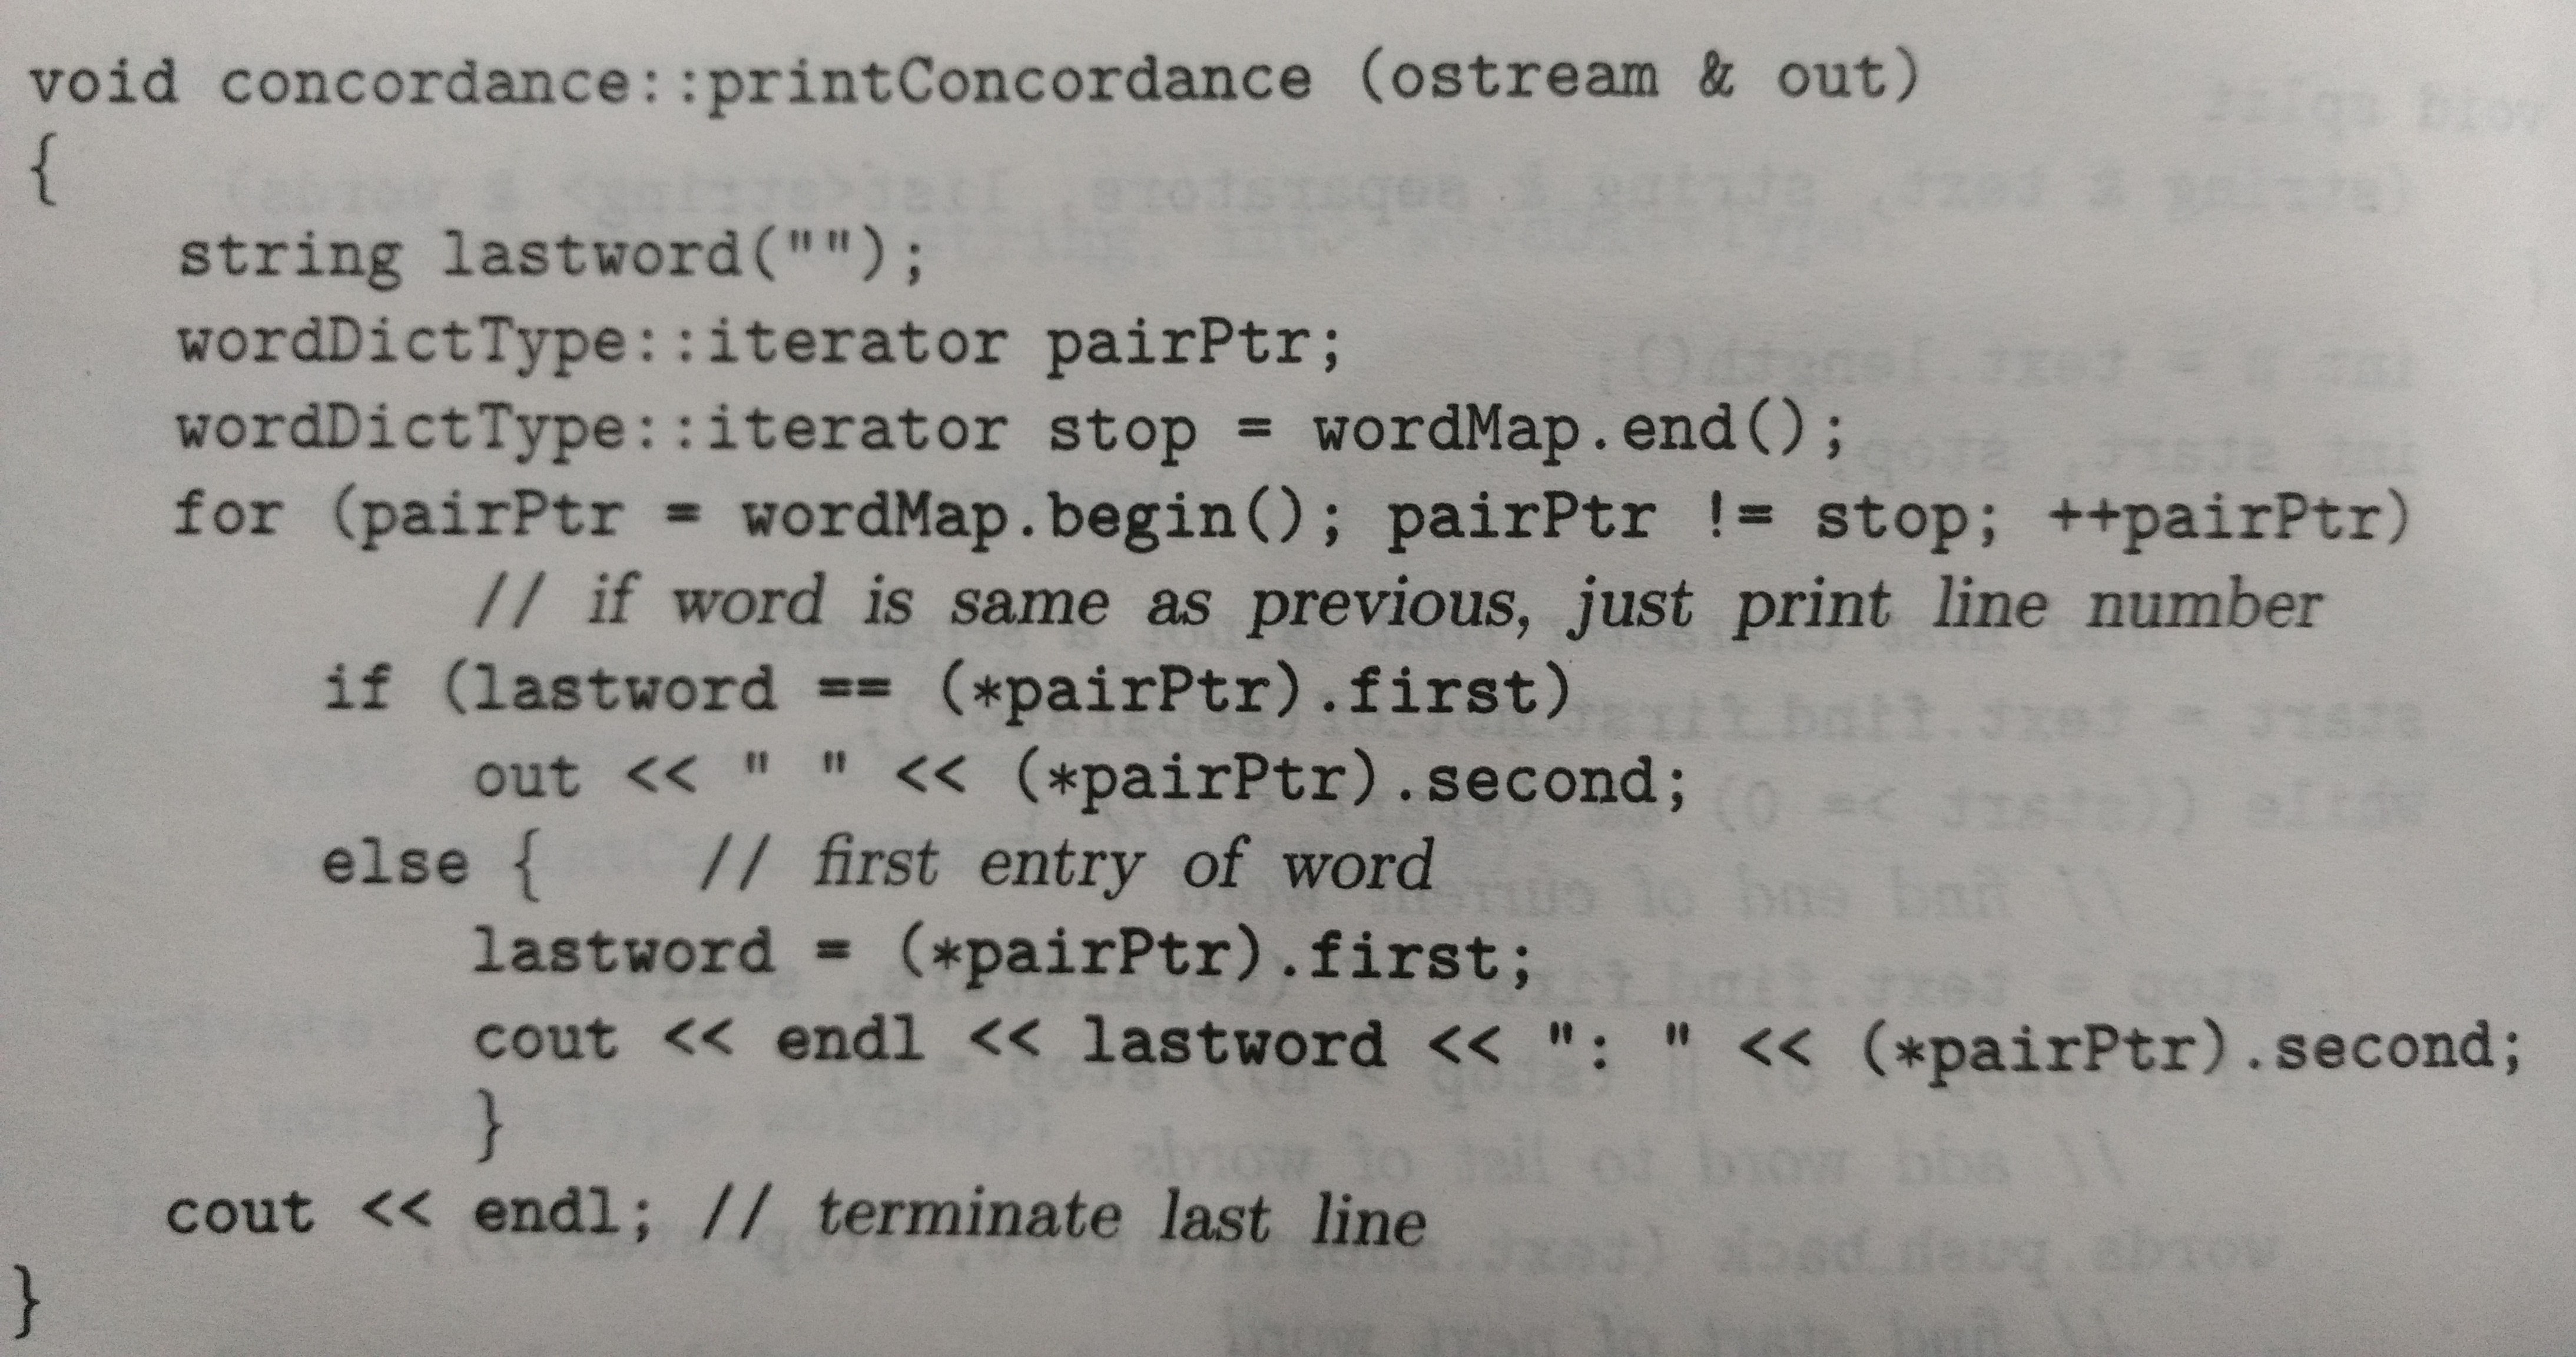 void concordance::printConcordance (ostream & out)
{
    string lastword("");
    wordDictType::iterator pairPtr;
    wordDictType::iterator stop = wordMap.end();
    for (pairPtr = wordMap.begin(); pairPtr != stop; ++pairPtr)
            // if word is same as previous, just print line number
        if (lastword == (*pairPtr).first)
            out << " " << (*pairPtr).second;
        else {    // first entry of word
            lastword = (*pairPtr).first;
            cout << endl << lastword << ": " << (*pairPtr).second;
            }
    cout << endl; // terminate last line
}